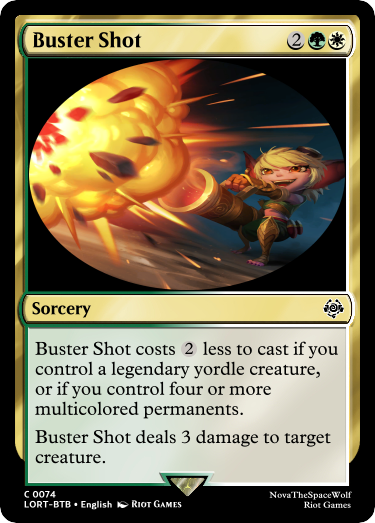 Buster Shot 2
Sorcery
Buster Shot costs 2 less to cast if you
control a legendary yordle creature,
or if you control four or more
multicolored permanents.
Buster Shot deals 3 damage to target
creature.
C 0074
LORT-BTB • English RIOT GAMES
NovaTheSpaceWolf
Riot Games